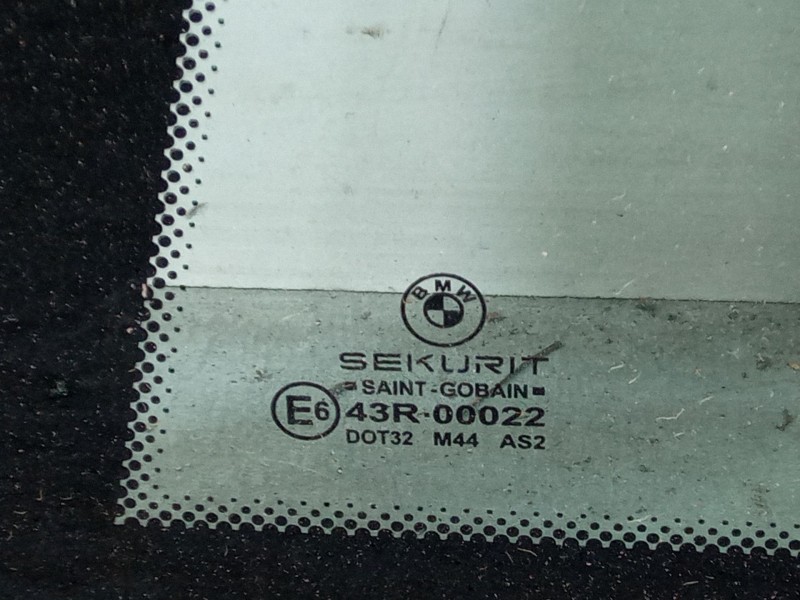 BMW
SEKURIT
SAINT-GOBAIN
E6 43R-00022
DOT32 M44 AS2